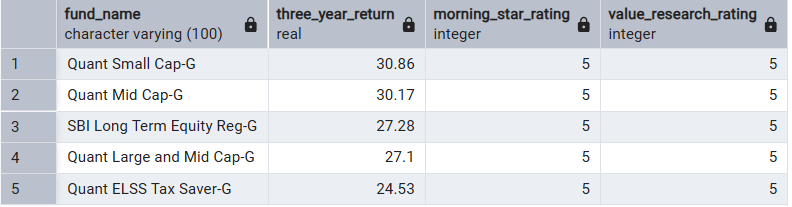 fund_name three_year_return morning_star_rating value_research_rating
character varying (100) real integer integer
1 Quant Small Cap-G 30.86 5 5
2 Quant Mid Cap-G 30.17 5 5
3 SBI Long Term Equity Reg-G 27.28 5 5
4 Quant Large and Mid Cap-G 27.1 5 5
5 Quant ELSS Tax Saver-G 24.53 5 5